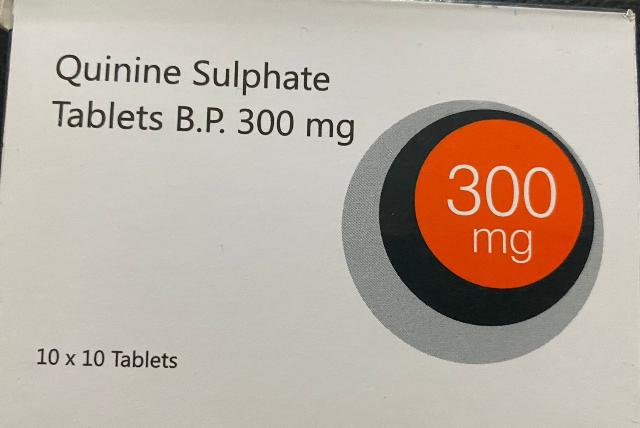 Quinine Sulphate
Tablets B.P. 300 mg
300
mg
10 x 10 Tablets